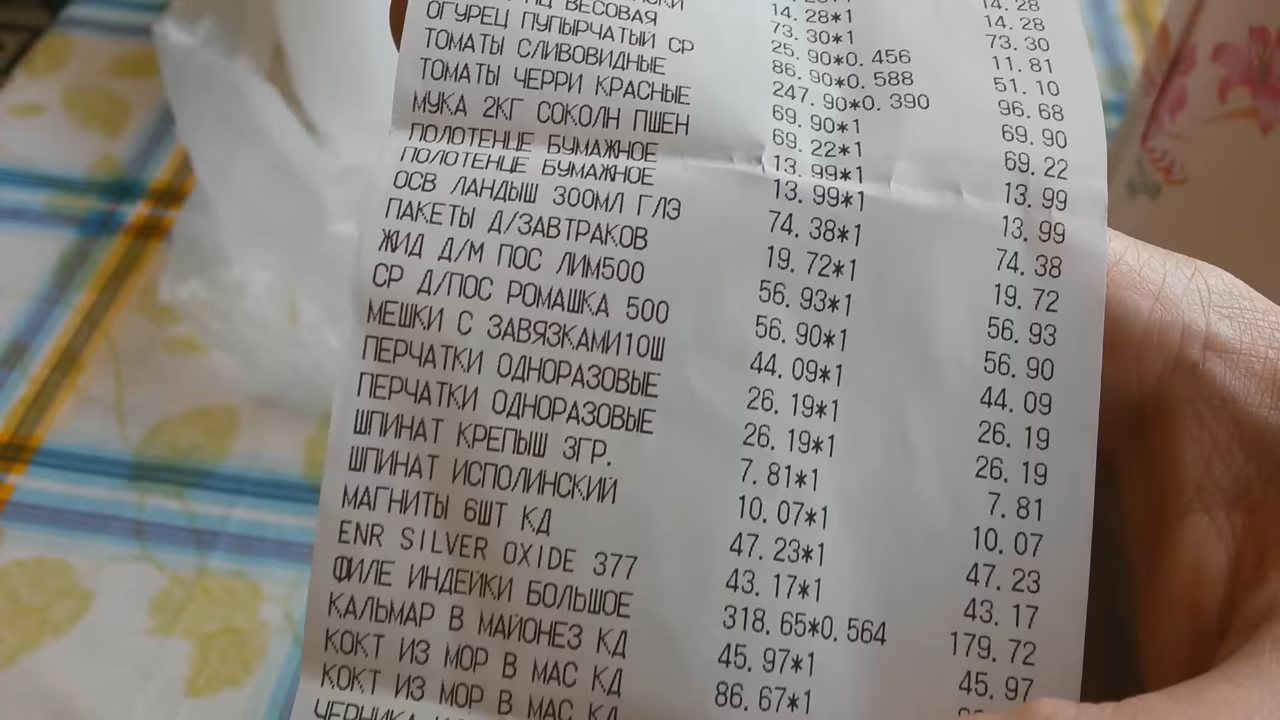 14.28
14.28*1 14.28
73.30*1 73.30
ВЕСОВАЯ 25.90*0.456 11.81
ОГУРЕЦ ПУПЫРЧАТЫЙ СР 86.90*0.588 51.10
ТОМАТЫ СЛИВОВИДНЫЕ 247.90*0.390 96.68
ТОМАТЫ ЧЕРРИ КРАСНЫЕ 69.90*1 69.90
МУКА 2КГ СОКОЛН ПШЕН 69.22*1 69.22
ПОЛОТЕНЦЕ БУМАЖНОЕ 13.99*1 13.99
ПОЛОТЕНЦЕ БУМАЖНОЕ 13.99*1 13.99
ОСВ ЛАНДЫШ 300МЛ ГЛЭ 74.38*1 74.38
ПАКЕТЫ Д/ЗАВТРАКОВ 19.72*1 19.72
ЖИД Д/М ПОС ЛИМ500 56.93*1 56.93
СР Д/ПОС РОМАШКА 500 56.90*1 56.90
МЕШКИ С ЗАВЯЗКАМИ10Ш 44.09*1 44.09
ПЕРЧАТКИ ОДНОРАЗОВЫЕ 26.19*1 26.19
ПЕРЧАТКИ ОДНОРАЗОВЫЕ 26.19*1 26.19
ШПИНАТ КРЕПЫШ 3ГР. 7.81*1 7.81
ШПИНАТ ИСПОЛИНСКИЙ 10.07*1 10.07
МАГНИТЫ 6ШТ КД 47.23*1 47.23
ENR SILVER OXIDE 377 43.17*1 43.17
ФИЛЕ ИНДЕЙКИ БОЛЬШОЕ 318.65*0.564 179.72
КАЛЬМАР В МАЙОНЕЗ КД 45.97*1 45.97
КОКТ ИЗ МОР В МАС КД 86.67*1
КОКТ ИЗ МОР В МАС КД
ЧЕРНИКА